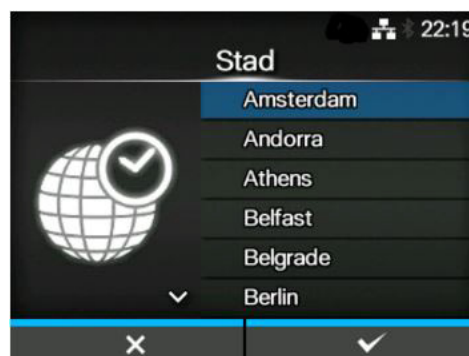 22:19
Stad
Amsterdam
Andorra
Athens
Belfast
Belgrade
Berlin